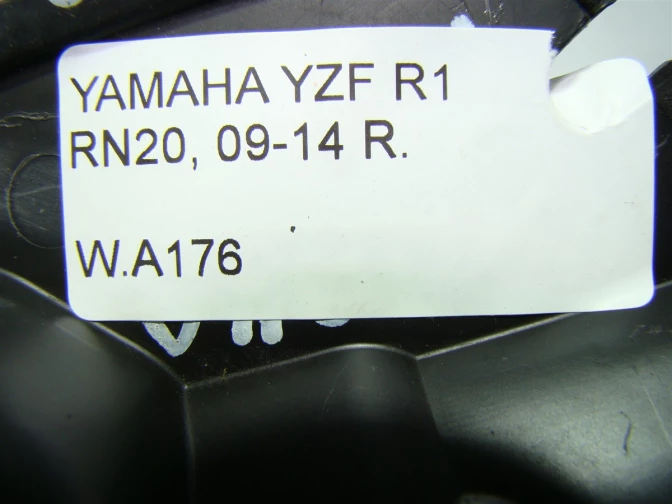 YAMAHA YZF R1
RN20, 09-14 R.
W.A176